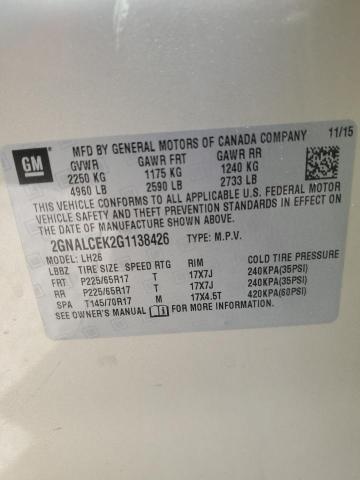 GM
MFD BY GENERAL MOTORS OF CANADA COMPANY 11/15
GVWR GAWR FRT GAWR RR
2250 KG 1175 KG 1240 KG
4960 LB 2590 LB 2733 LB
THIS VEHICLE CONFORMS TO ALL APPLICABLE U.S. FEDERAL MOTOR
VEHICLE SAFETY AND THEFT PREVENTION STANDARDS IN EFFECT ON
THE DATE OF MANUFACTURE SHOWN ABOVE.
2GNALCEK2G1138426 TYPE: M.P.V.
MODEL: LH26
LBBZ TIRE SIZE SPEED RTG RIM COLD TIRE PRESSURE
FRT P225/65R17 T 17X7J 240KPA(35PSI)
RR P225/65R17 T 17X7J 240KPA(35PSI)
SPA T145/70R17 M 17X4.5T 420KPA(60PSI)
SEE OWNER'S MANUAL FOR MORE INFORMATION